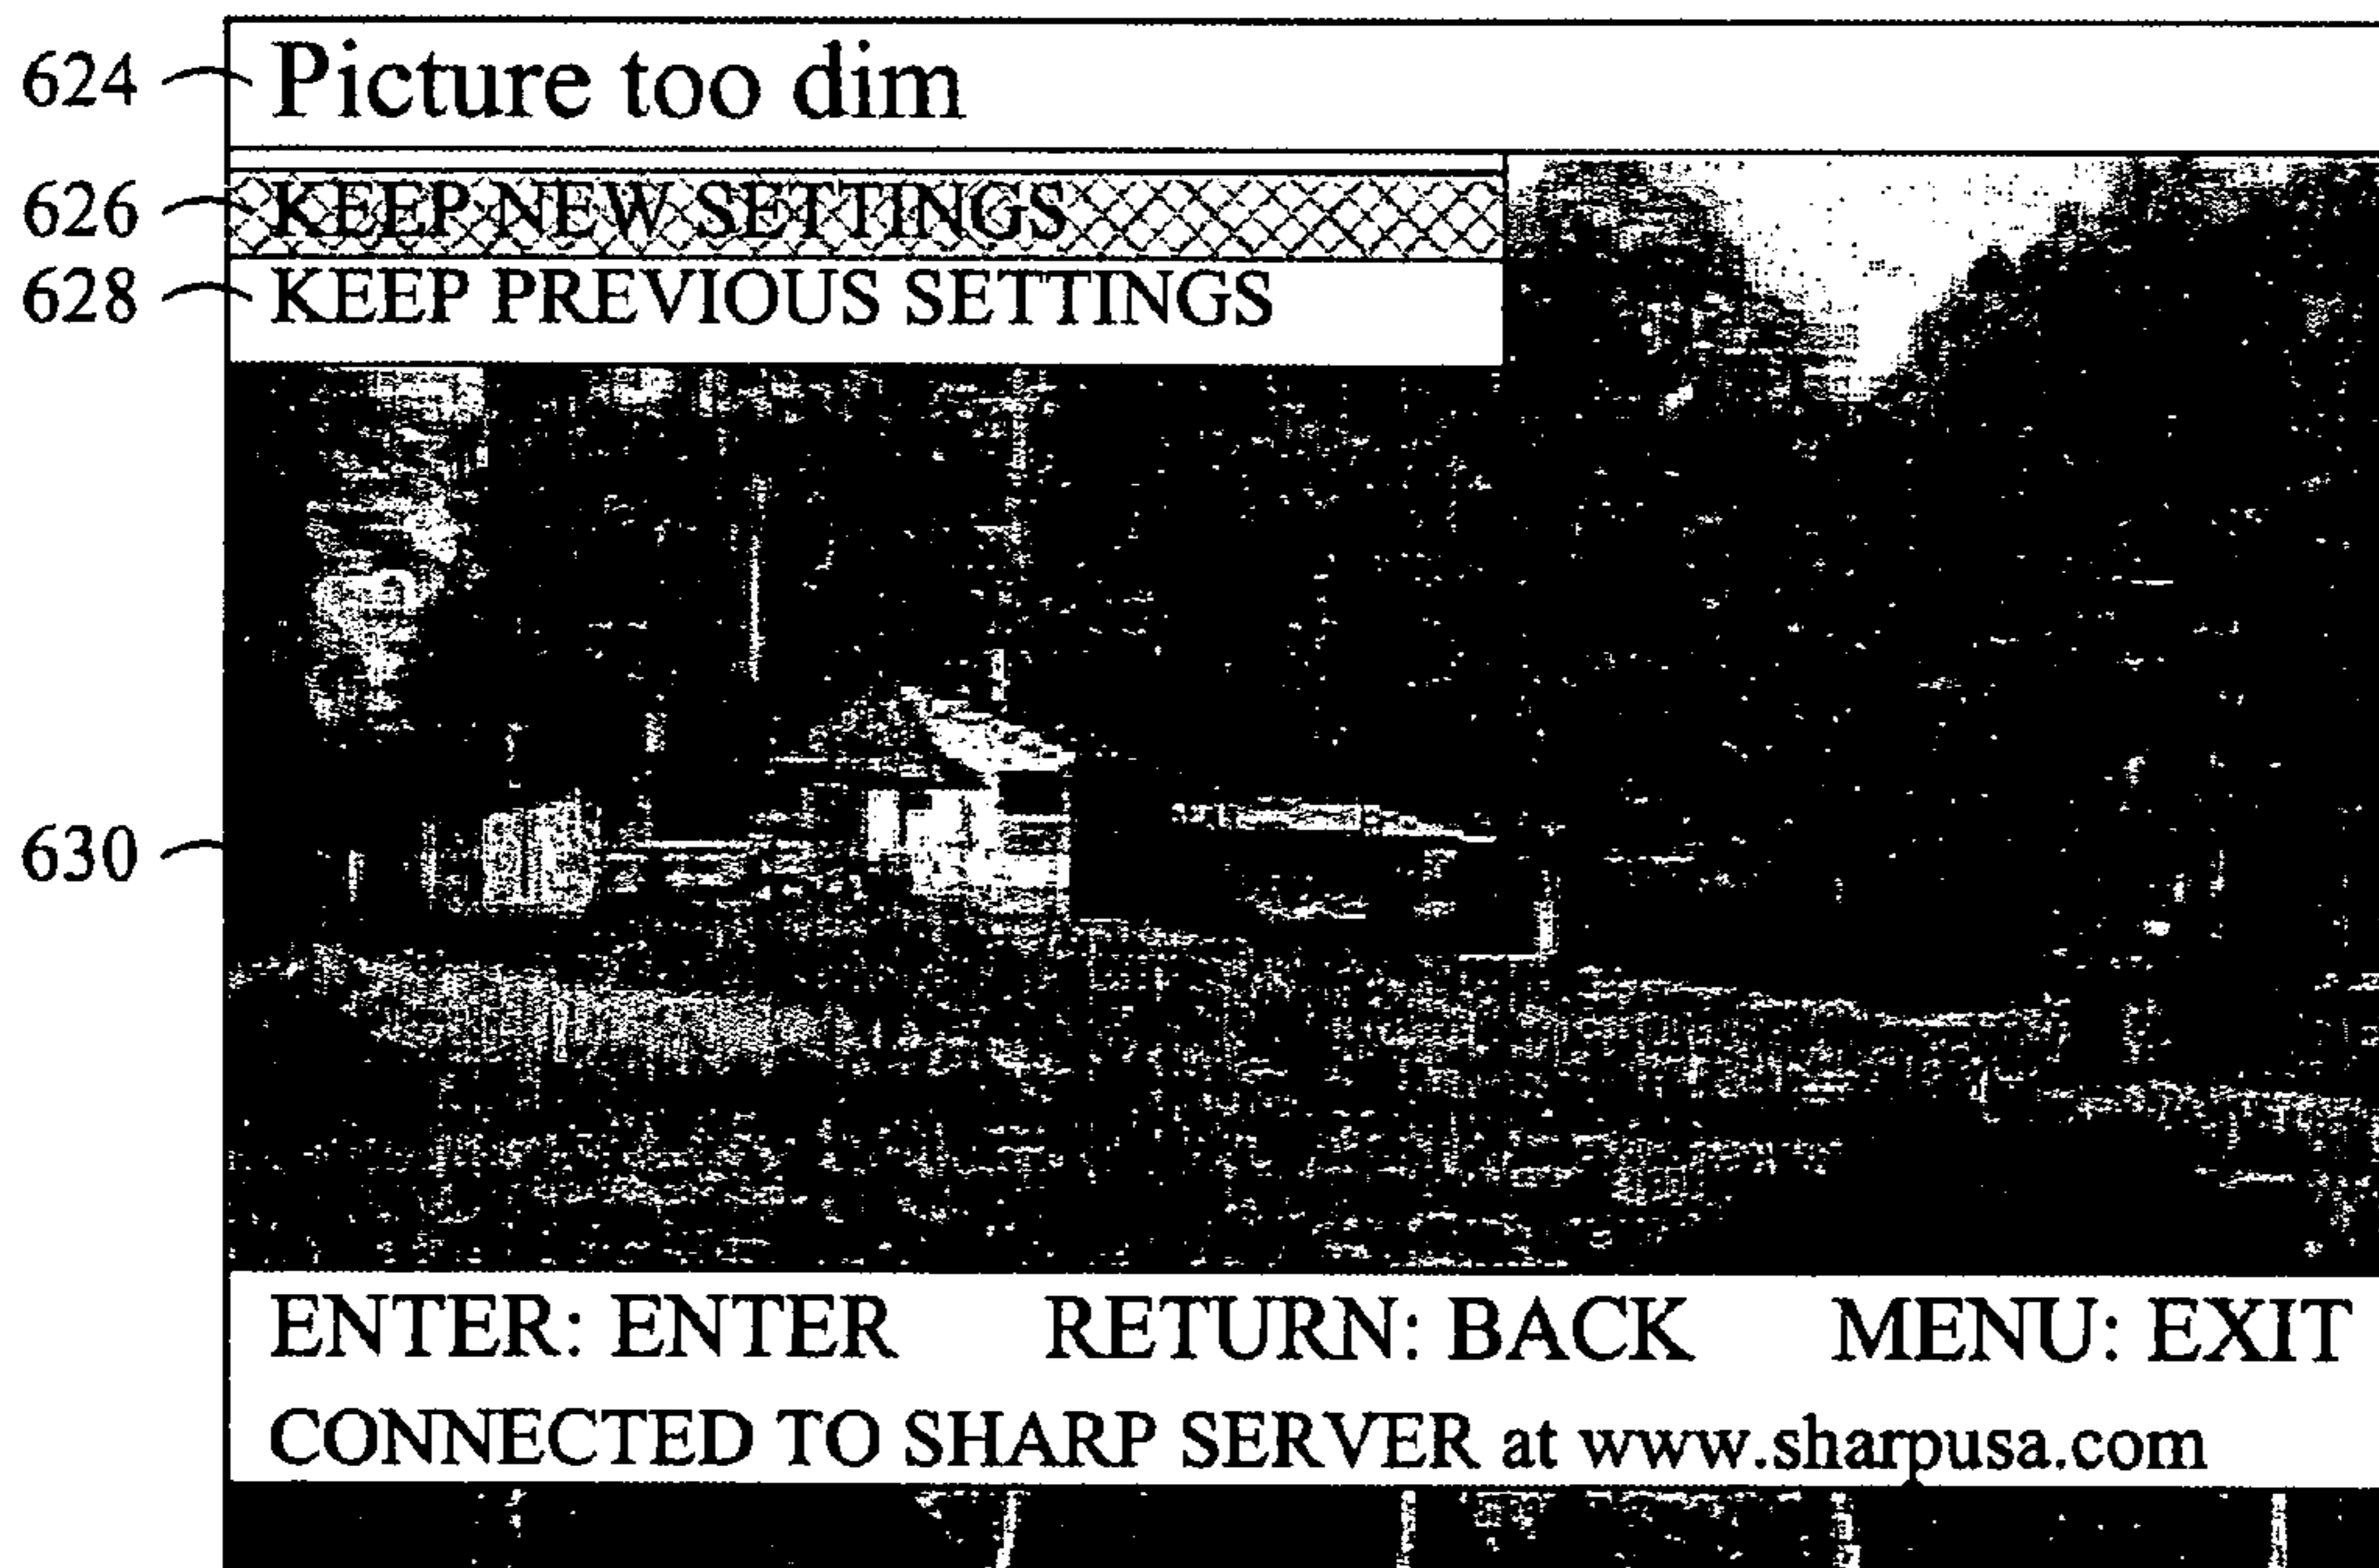 624 Picture too dim
626 KEEP NEW SETTINGS
628 KEEP PREVIOUS SETTINGS
630
ENTER: ENTER RETURN: BACK MENU: EXIT
CONNECTED TO SHARP SERVER at www.sharpusa.com